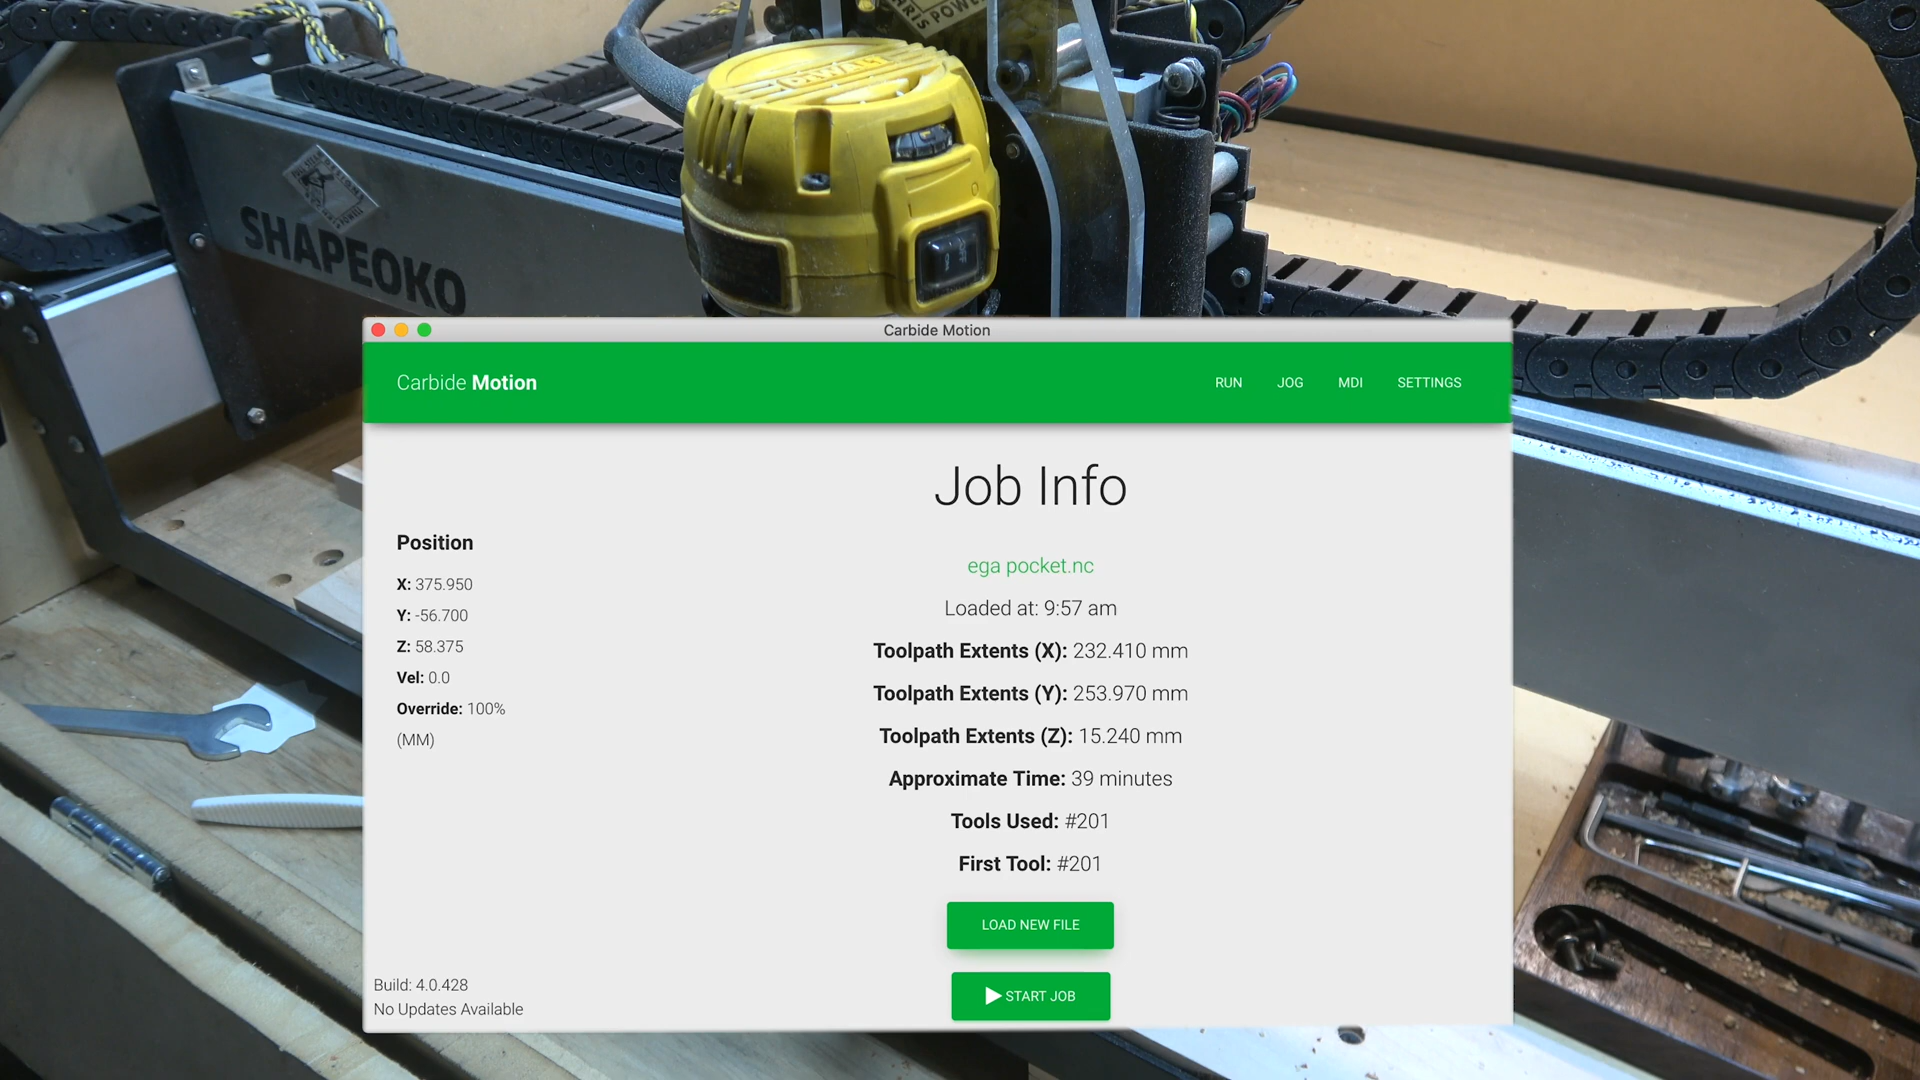 DEWALT
SHAPEOKO
Carbide Motion
Carbide Motion
RUN
JOG
MDI
SETTINGS
Job Info
Position
X: 375.950
Y: -56.700
Z: 58.375
Vel: 0.0
Override: 100%
(MM)
ega pocket.nc
Loaded at: 9:57 am
Toolpath Extents (X): 232.410 mm
Toolpath Extents (Y): 253.970 mm
Toolpath Extents (Z): 15.240 mm
Approximate Time: 39 minutes
Tools Used: #201
First Tool: #201
LOAD NEW FILE
START JOB
Build: 4.0.428
No Updates Available